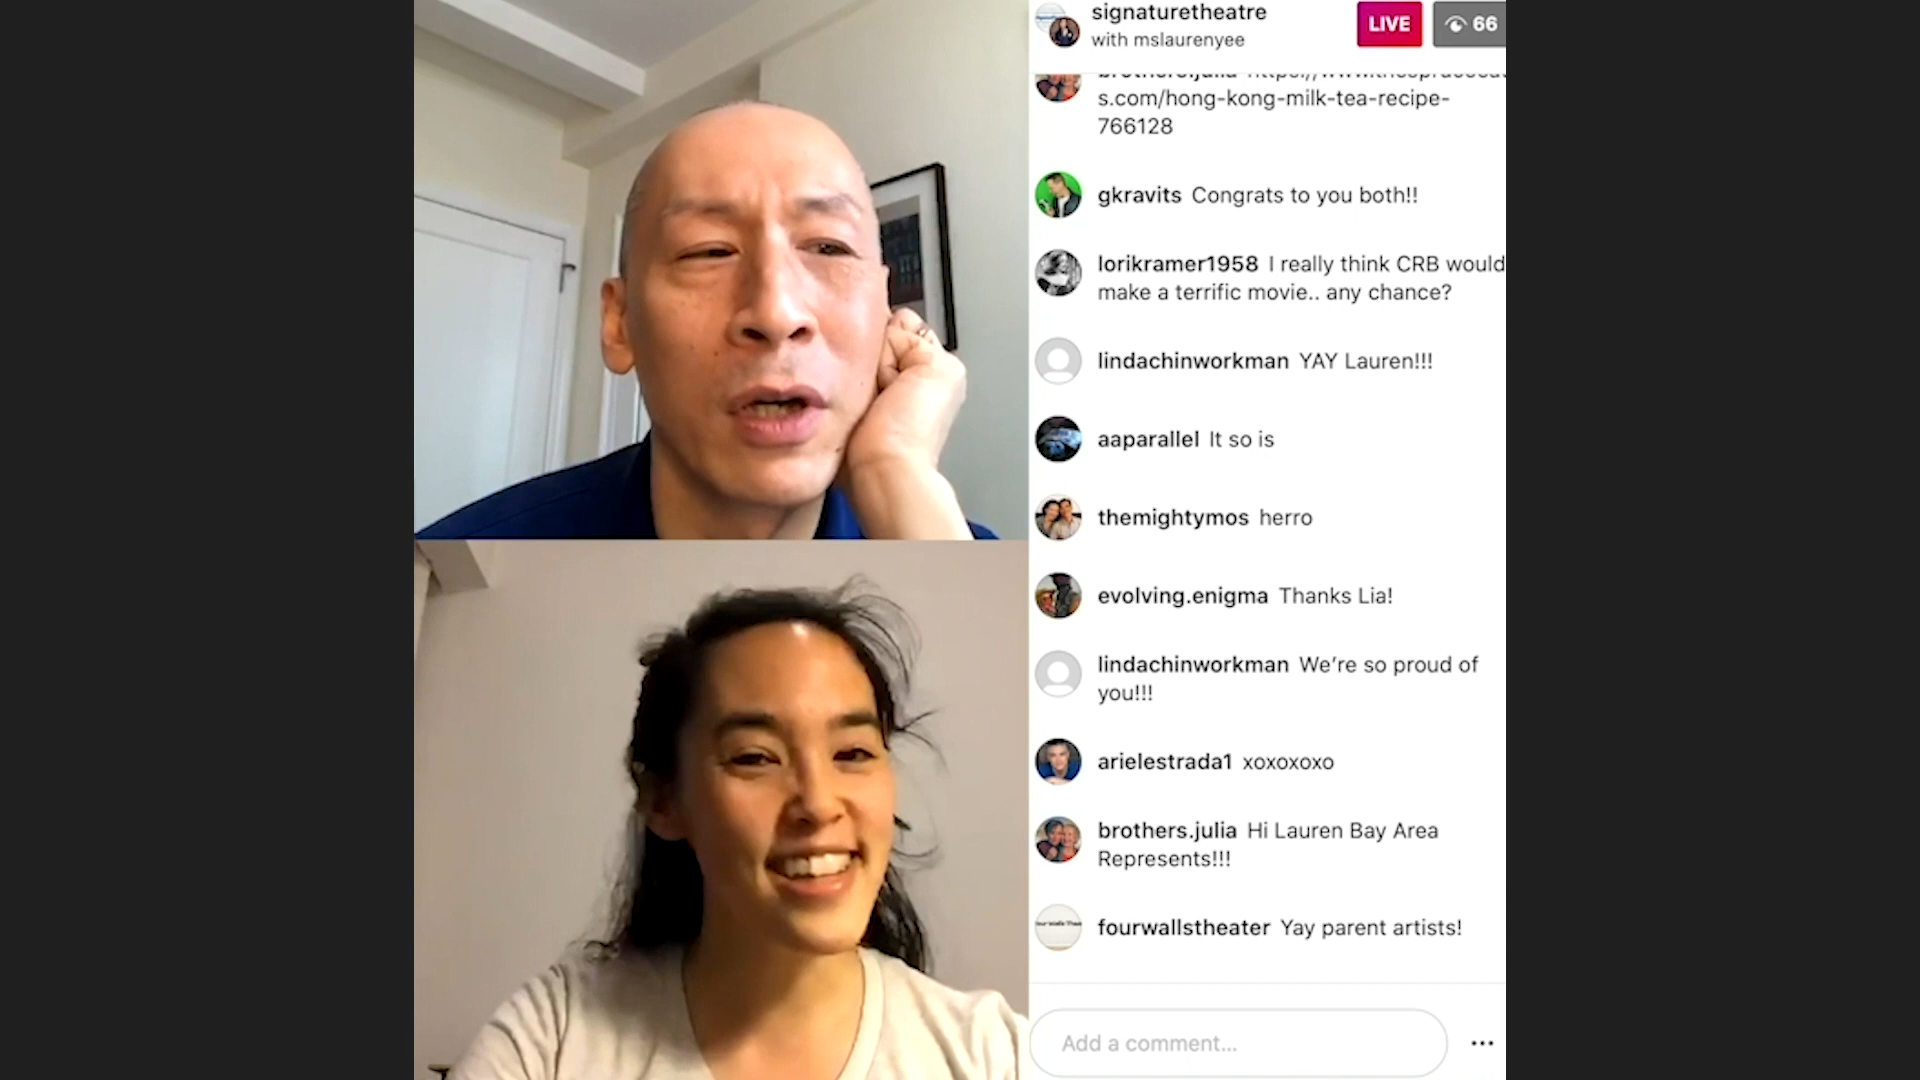 signaturetheatre
with mslaurenyee
LIVE
66
brothers.julia
s.com/hong-kong-milk-tea-recipe-
766128
gkravits Congrats to you both!!
lorikramer1958 I really think CRB would
make a terrific movie.. any chance?
lindachinworkman YAY Lauren!!!
aaparallel It so is
themightymos herro
evolving.enigma Thanks Lia!
lindachinworkman We’re so proud of
you!!!
arielestrada1 xoxoxoxo
brothers.julia Hi Lauren Bay Area
Represents!!!
fourwallstheater Yay parent artists!
Add a comment...